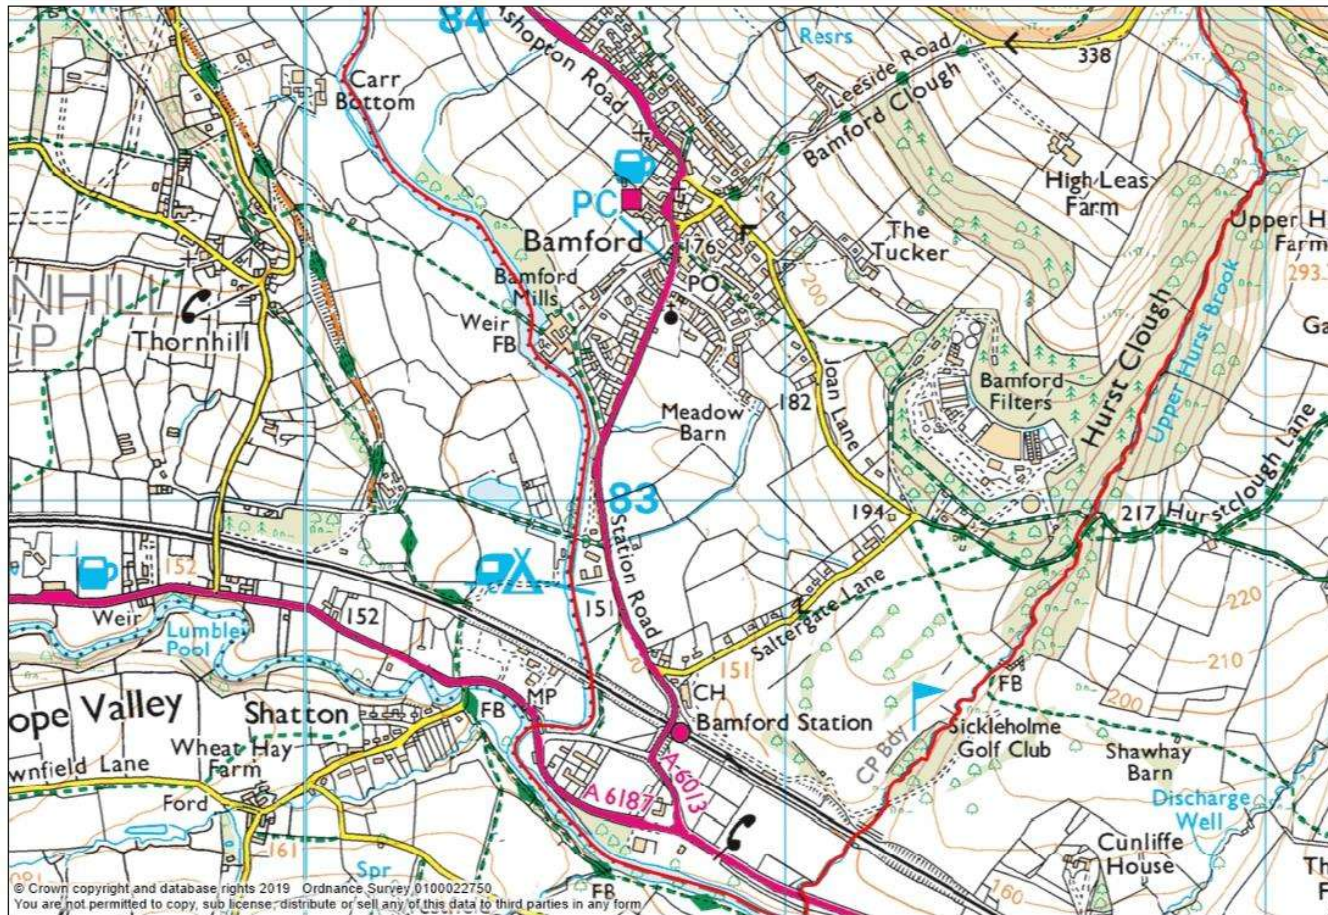 84
Ashopton Road
Resrs
Leeside Road
338
Carr
Bottom
Bamford Clough
High Leas
Farm
PC
Upper H
Farm
Bamford
176
F
The
Tucker
200
293.
Bamford
Mills
PO
NHILL
CP
Weir
FB
Thornhill
Hurst Clough
Upper Hurst Brook
Ga
Joan Lane
Bamford
Filters
182
Meadow
Barn
83
194
217
Hurstclough Lane
Station Road
152
Weir
152
Lumbley
Pool
151
Saltergate Lane
Z
220
210
151
CH
FB
200
MP
Bamford Station
ope Valley
Shatton
FB
Wheat Hay
Farm
CP Bdy
Sickleholme
Golf Club
Shawhay
Barn
wnfield Lane
A 6013
A 6187
Ford
Discharge
Well
161
Cunliffe
House
Spr
160
Th
F
FB
© Crown copyright and database rights 2019 Ordnance Survey 0100022750
You are not permitted to copy, sub license, distribute or sell any of this data to third parties in any form